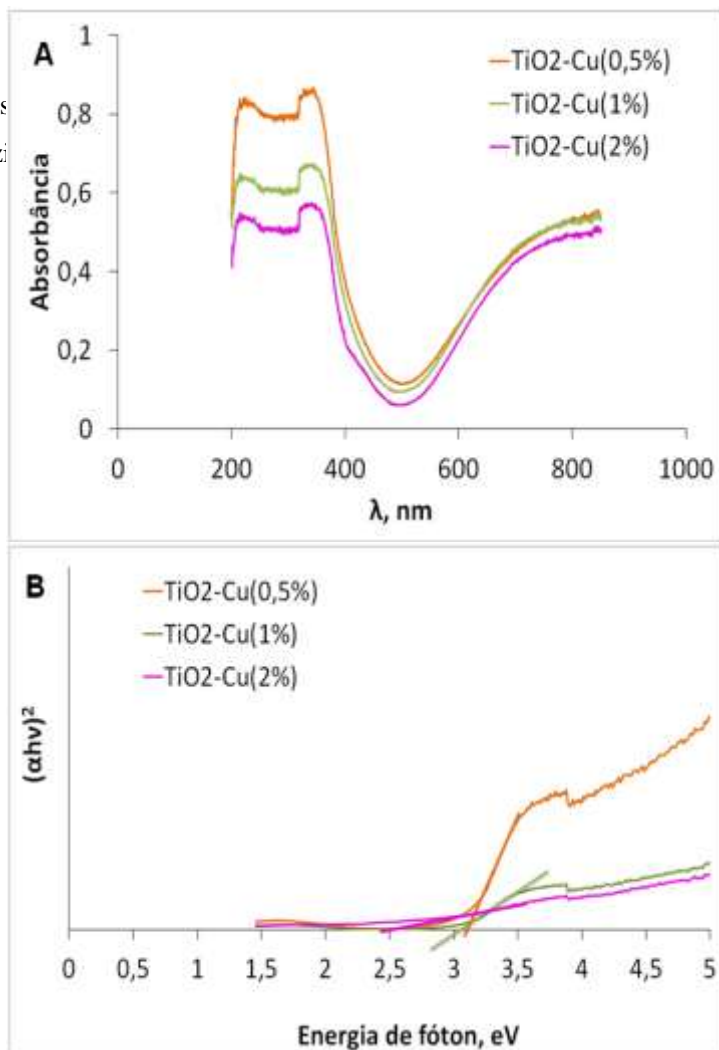 A
1
0,8
0,6
0,4
0,2
0
Absorbância
TiO2-Cu(0,5%)
TiO2-Cu(1%)
TiO2-Cu(2%)
0 200 400 600 800 1000
λ, nm
B
TiO2-Cu(0,5%)
TiO2-Cu(1%)
TiO2-Cu(2%)
(αhν)²
0 0,5 1 1,5 2 2,5 3 3,5 4 4,5 5
Energia de fóton, eV